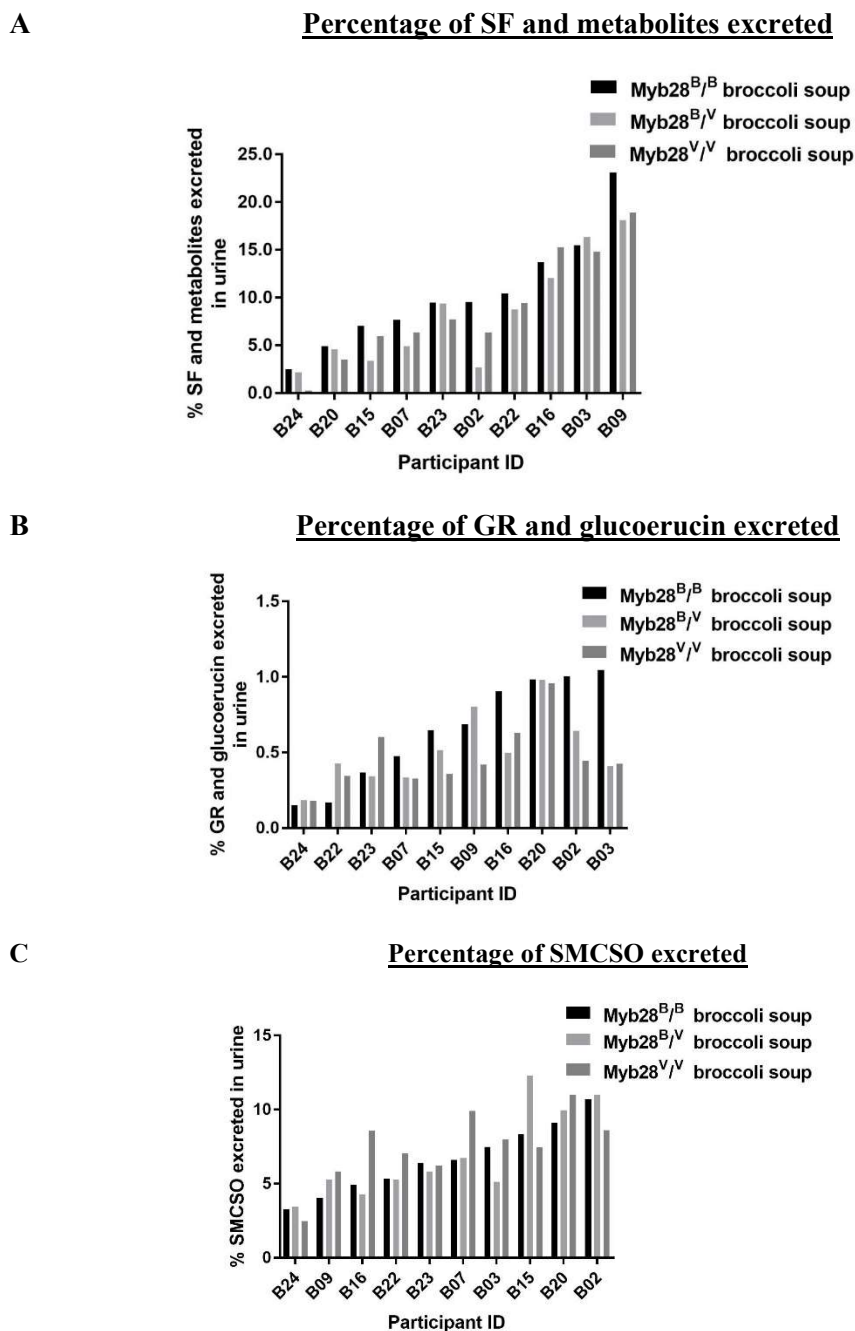 A
Percentage of SF and metabolites excreted
Myb28B/B broccoli soup
Myb28B/V broccoli soup
Myb28V/V broccoli soup
% SF and metabolites excreted
in urine
25.0
20.0
15.0
10.0
5.0
0.0
B24 B20 B15 B07 B23 B02 B22 B16 B03 B09
Participant ID
B
Percentage of GR and glucoerucin excreted
Myb28B/B broccoli soup
Myb28B/V broccoli soup
Myb28V/V broccoli soup
% GR and glucoerucin excreted
in urine
1.5
1.0
0.5
0.0
B24 B22 B23 B07 B15 B09 B16 B20 B02 B03
Participant ID
C
Percentage of SMCSO excreted
Myb28B/B broccoli soup
Myb28B/V broccoli soup
Myb28V/V broccoli soup
% SMCSO excreted in urine
15
10
5
0
B24 B09 B16 B22 B23 B07 B03 B15 B20 B02
Participant ID